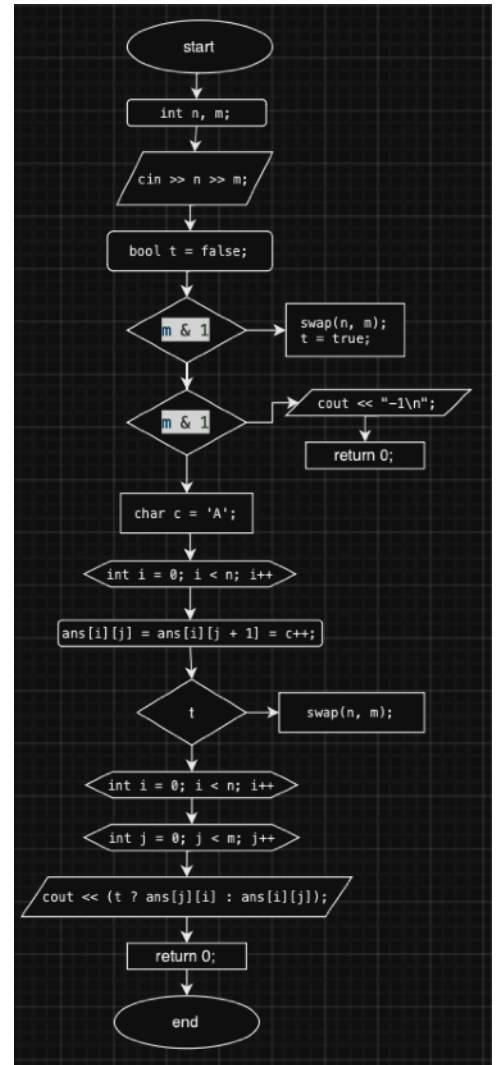 start
int n, m;
cin >> n >> m;
bool t = false;
m & 1
swap(n, m);
t = true;
m & 1
cout << "-1\n";
return 0;
char c = 'A';
int i = 0; i < n; i++
ans[i][j] = ans[i][j + 1] = c++;
t
swap(n, m);
int i = 0; i < n; i++
int j = 0; j < m; j++
cout << (t ? ans[j][i] : ans[i][j]);
return 0;
end